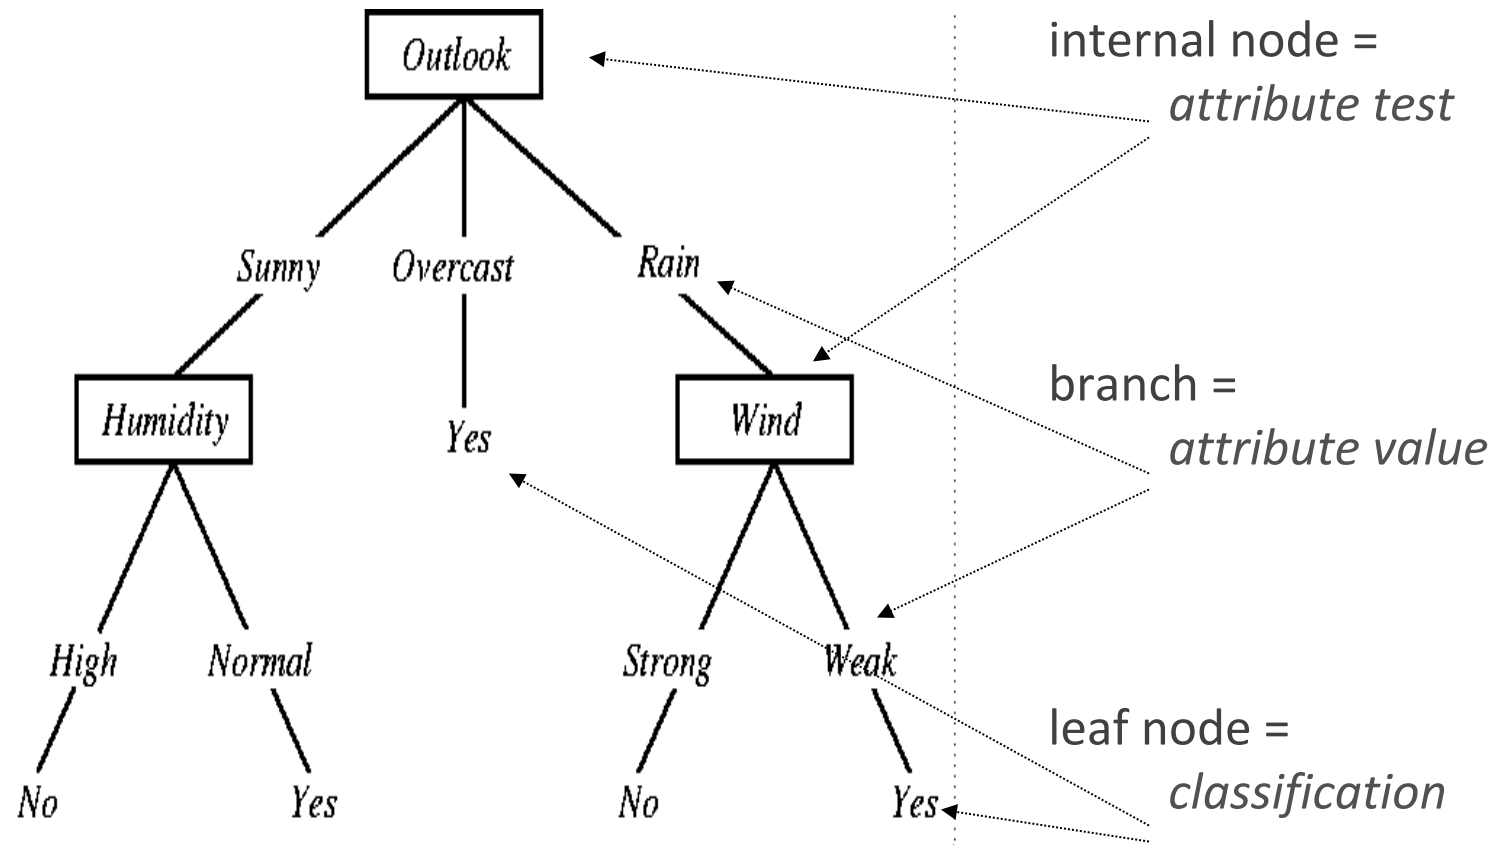 Outlook
internal node =
attribute test
Sunny Overcast Rain
branch =
attribute value
Humidity Yes Wind
High Normal Strong Weak
leaf node =
classification
No Yes No Yes